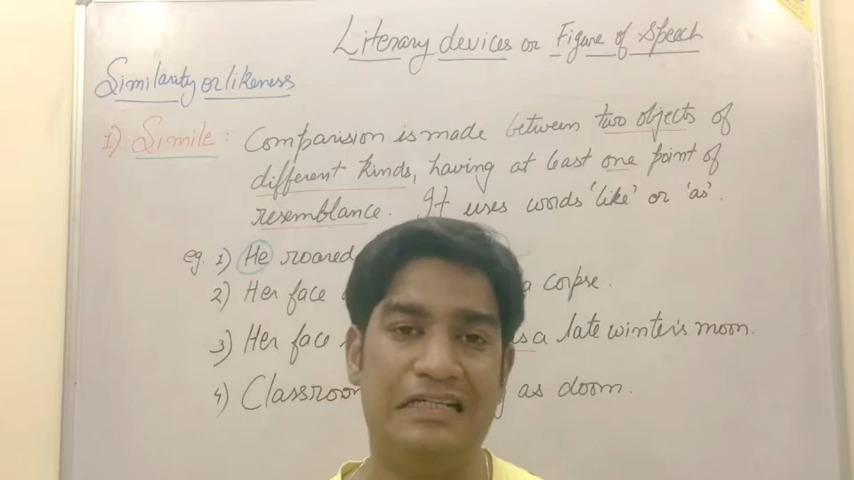 Literary devices or Figure of Speech
Similarity or likeness
1) Simile : Comparision is made between two objects of
different kinds, having at least one point of
resemblance. It uses words 'like' or 'as'.
eg. 1) He roared
2) Her face a corpse.
3) Her face as a late winter's moon.
4) Classroom as doom.